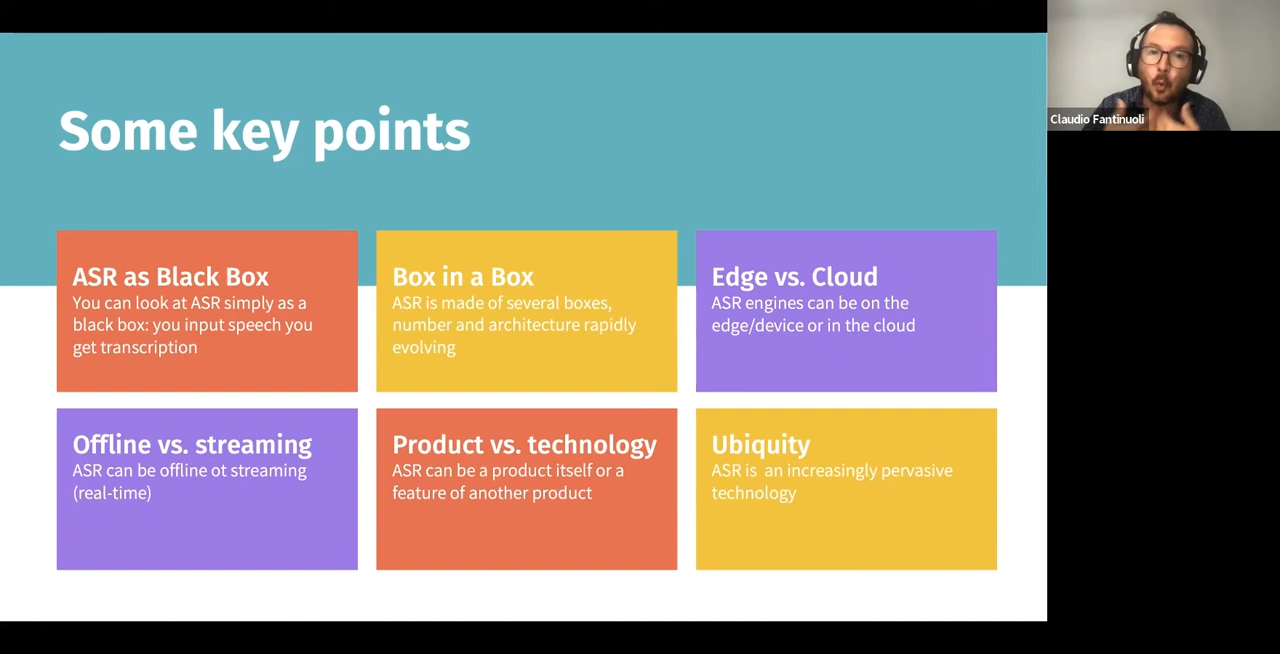 Some key points
ASR as Black Box
You can look at ASR simply as a
black box: you input speech you
get transcription
Box in a Box
ASR is made of several boxes,
number and architecture rapidly
evolving
Edge vs. Cloud
ASR engines can be on the
edge/device or in the cloud
Offline vs. streaming
ASR can be offline ot streaming
(real-time)
Product vs. technology
ASR can be a product itself or a
feature of another product
Ubiquity
ASR is  an increasingly pervasive
technology
Claudio Fantinuoli